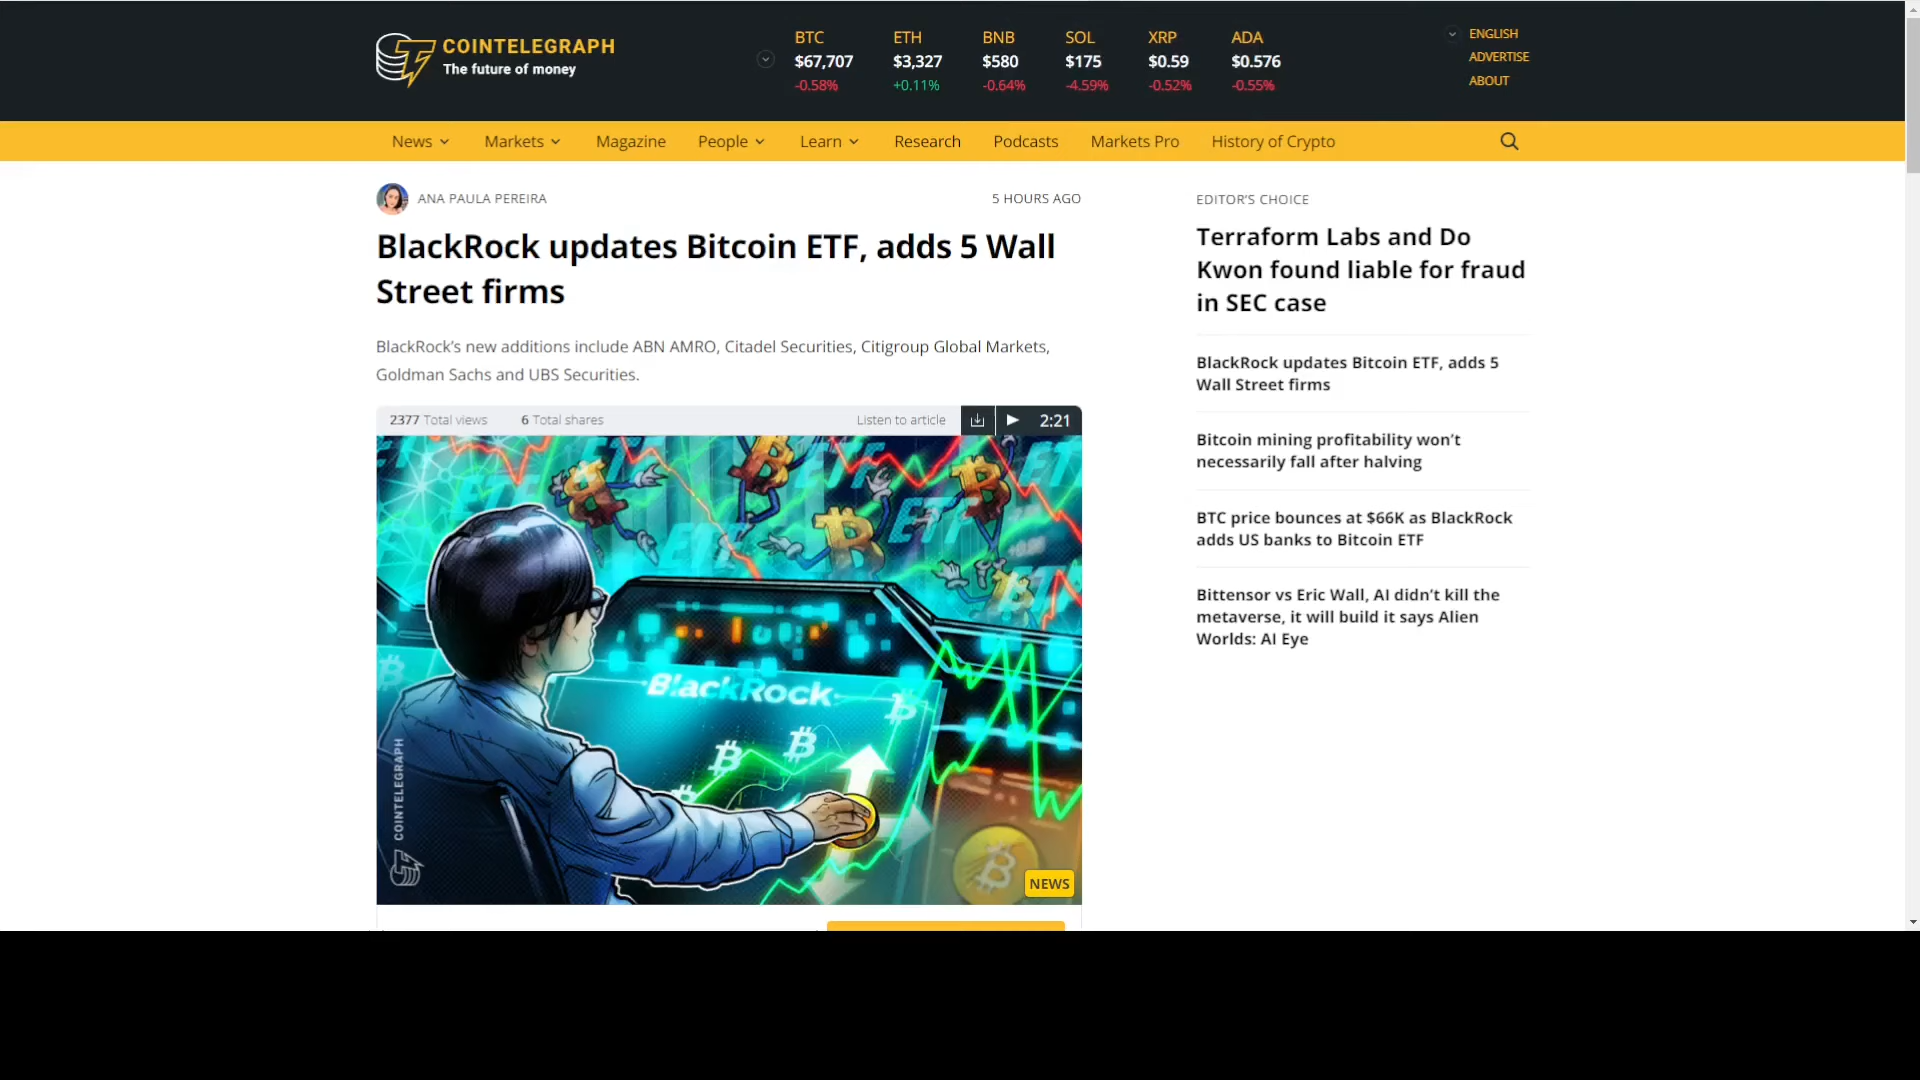 COINTELEGRAPH
The future of money
BTC
$67,707
-0.58%
ETH
$3,327
+0.11%
BNB
$580
-0.64%
SOL
$175
-4.59%
XRP
$0.59
-0.52%
ADA
$0.576
-0.55%
ENGLISH
ADVERTISE
ABOUT
News Markets Magazine People Learn Research Podcasts Markets Pro History of Crypto
ANA PAULA PEREIRA
5 HOURS AGO
BlackRock updates Bitcoin ETF, adds 5 Wall
Street firms
BlackRock’s new additions include ABN AMRO, Citadel Securities, Citigroup Global Markets,
Goldman Sachs and UBS Securities.
2377 Total views 6 Total shares Listen to article 2:21
ETF
ETF
ETF
ETF
ETF
ETF
BlackRock
COINTELEGRAPH
NEWS
EDITOR’S CHOICE
Terraform Labs and Do
Kwon found liable for fraud
in SEC case
BlackRock updates Bitcoin ETF, adds 5
Wall Street firms
Bitcoin mining profitability won’t
necessarily fall after halving
BTC price bounces at $66K as BlackRock
adds US banks to Bitcoin ETF
Bittensor vs Eric Wall, AI didn’t kill the
metaverse, it will build it says Alien
Worlds: AI Eye